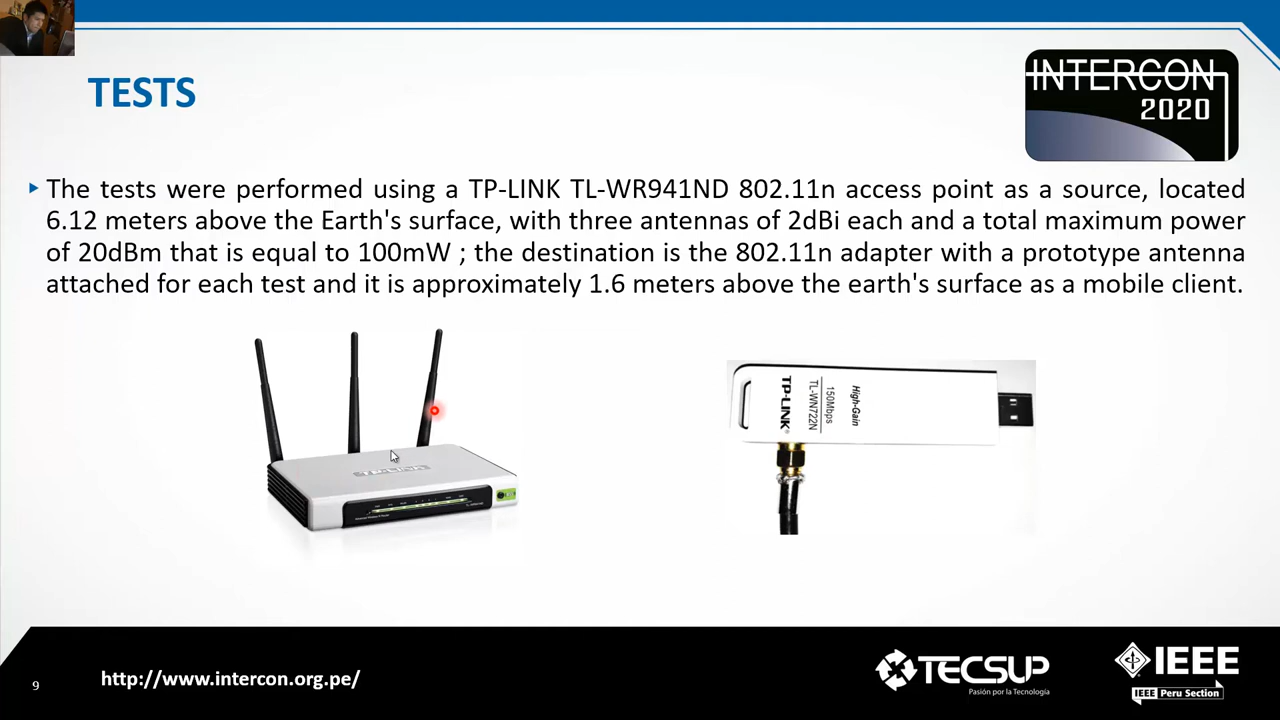 TESTS
INTERCON
2020
The tests were performed using a TP-LINK TL-WR941ND 802.11n access point as a source, located
6.12 meters above the Earth's surface, with three antennas of 2dBi each and a total maximum power
of 20dBm that is equal to 100mW ; the destination is the 802.11n adapter with a prototype antenna
attached for each test and it is approximately 1.6 meters above the earth's surface as a mobile client.
TP-LINK
TP-LINK
TL-WN722N
150Mbps
High-Gain
9
http://www.intercon.org.pe/
TECSUP
Pasión por la Tecnología
IEEE
IEEE Peru Section